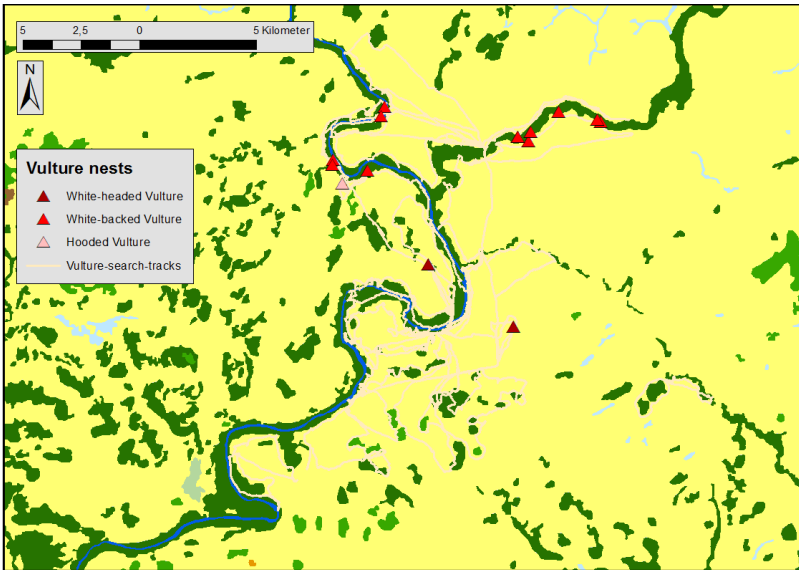 5 2,5 0 5 Kilometer
N
Vulture nests
White-headed Vulture
White-backed Vulture
Hooded Vulture
Vulture-search-tracks